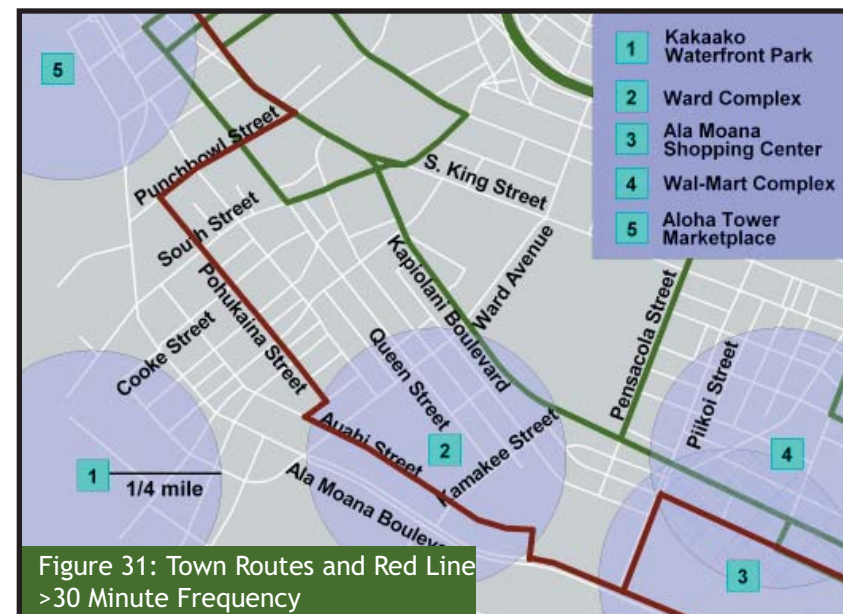 1 Kakaako
Waterfront Park
2 Ward Complex
3 Ala Moana
Shopping Center
4 Wal-Mart Complex
5 Aloha Tower
Marketplace
5
Punchbowl Street
S. King Street
South Street
Ward Avenue
Kapiolani Boulevard
Pohukaina Street
Pensacola Street
Cooke Street
Queen Street
Piikoi Street
Auahi Street
2
Kamakee Street
4
1
1/4 mile
Ala Moana Boulev
3
Figure 31: Town Routes and Red Line
>30 Minute Frequency